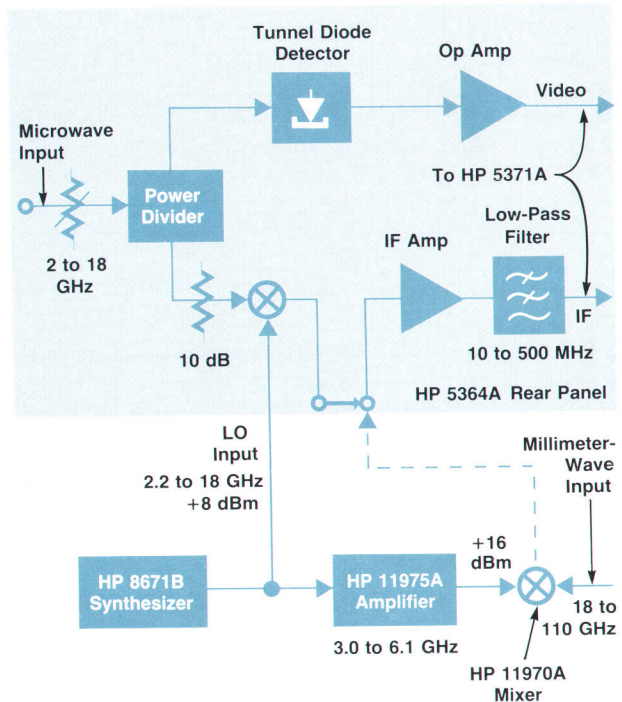 Tunnel Diode
Detector
Op Amp
Video
Microwave
Input
Power
Divider
To HP 5371A
2 to 18
GHz
IF Amp
Low-Pass
Filter
IF
10 dB
10 to 500 MHz
HP 5364A Rear Panel
LO
Input
2.2 to 18 GHz
+8 dBm
Millimeter-
Wave
Input
+16
dBm
HP 8671B
Synthesizer
HP 11975A
Amplifier
3.0 to 6.1 GHz
18 to
110 GHz
HP 11970A
Mixer